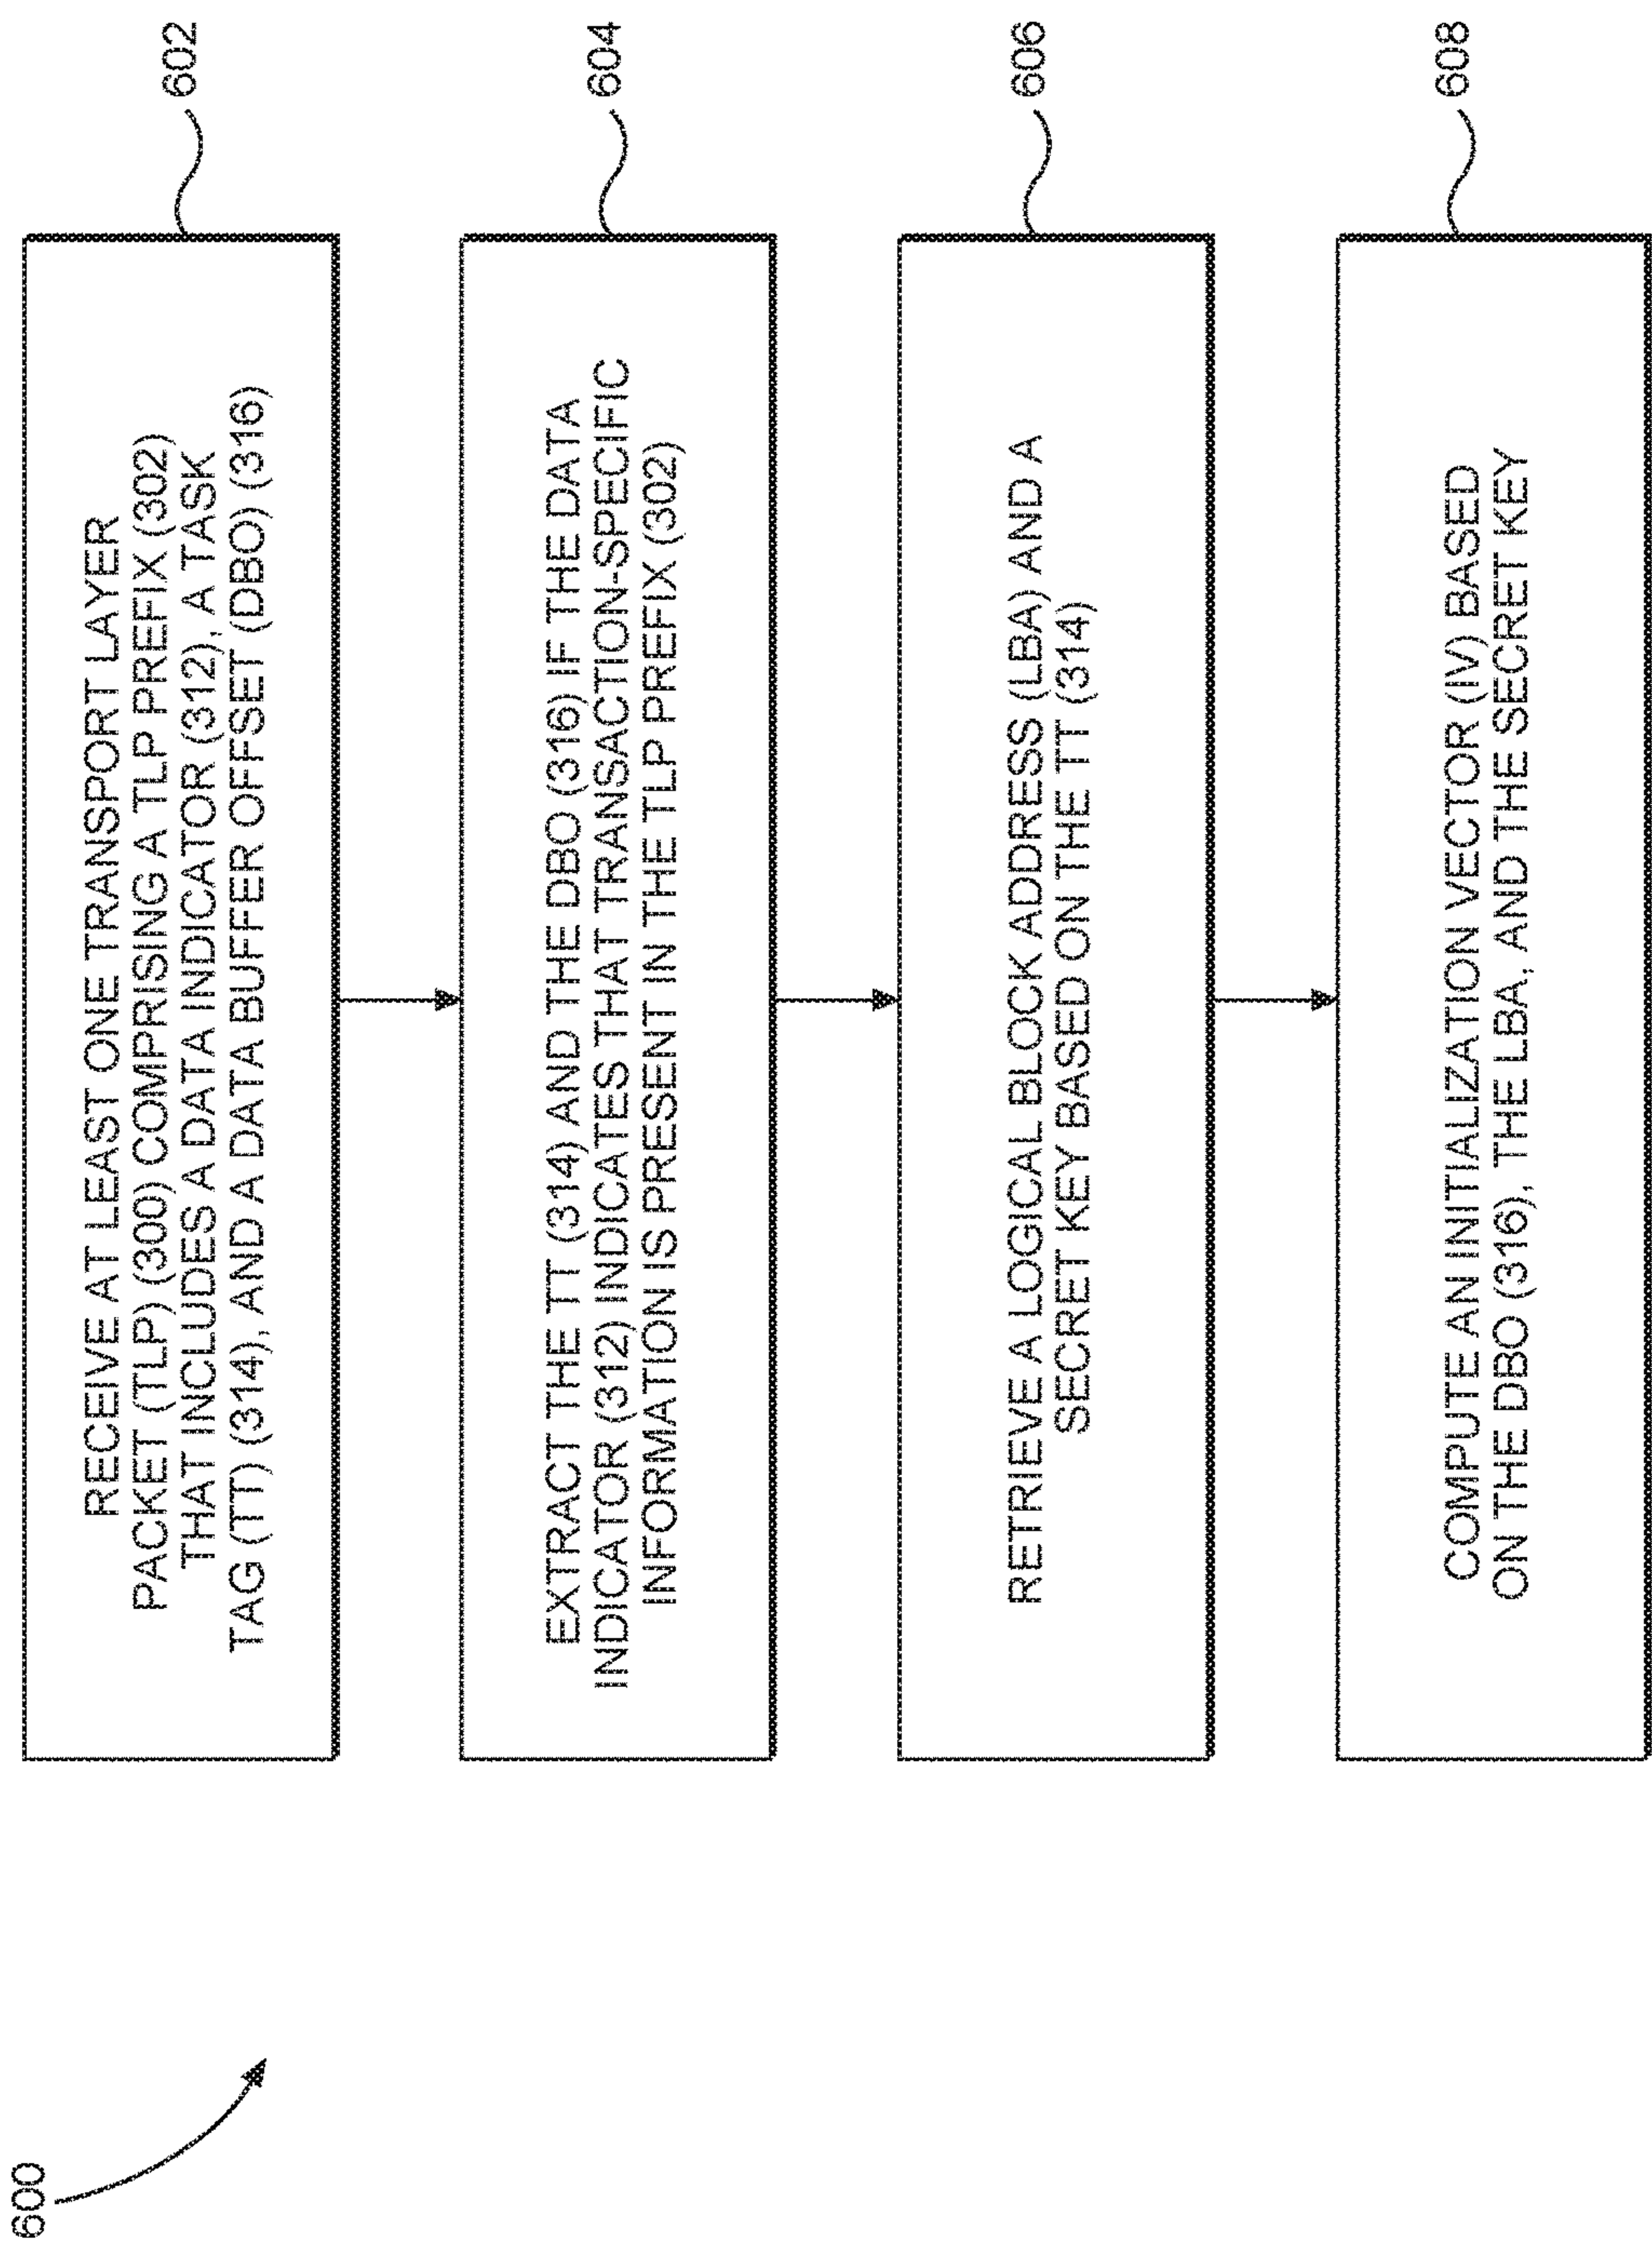 600
RECEIVE AT LEAST ONE TRANSPORT LAYER
PACKET (TLP) (300) COMPRISING A TLP PREFIX (302)
THAT INCLUDES A DATA INDICATOR (312), A TASK
TAG (TT) (314), AND A DATA BUFFER OFFSET (DBO) (316)
602
EXTRACT THE TT (314) AND THE DBO (316) IF THE DATA
INDICATOR (312) INDICATES THAT TRANSACTION-SPECIFIC
INFORMATION IS PRESENT IN THE TLP PREFIX (302)
604
RETRIEVE A LOGICAL BLOCK ADDRESS (LBA) AND A
SECRET KEY BASED ON THE TT (314)
606
COMPUTE AN INITIALIZATION VECTOR (IV) BASED
ON THE DBO (316), THE LBA, AND THE SECRET KEY
608